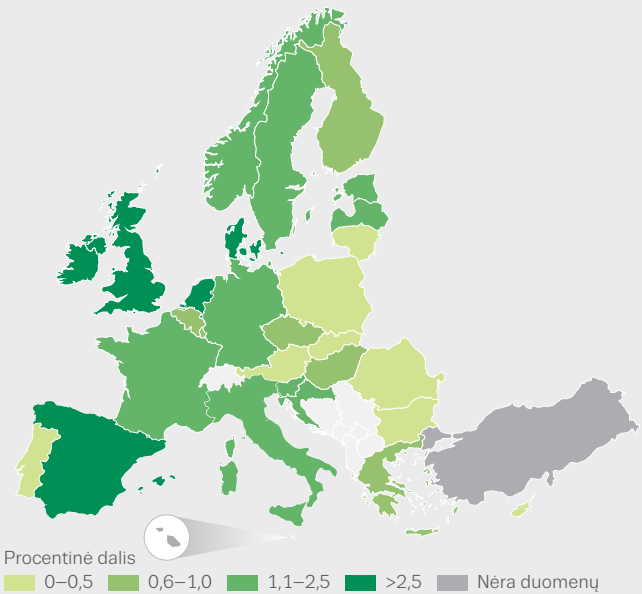 Procentinė dalis
0–0,5 0,6–1,0 1,1–2,5 >2,5 Nėra duomenų